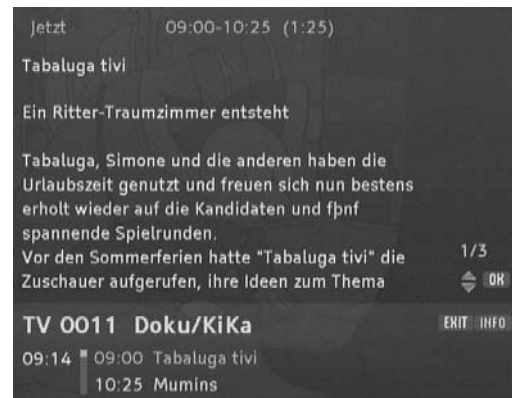 Jetzt 09:00-10:25 (1:25)
Tabaluga tivi
Ein Ritter-Traumzimmer entsteht
Tabaluga, Simone und die anderen haben die
Urlaubszeit genutzt und freuen sich nun bestens
erholt wieder auf die Kandidaten und fþnf
spannende Spielrunden.
Vor den Sommerferien hatte "Tabaluga tivi" die
Zuschauer aufgerufen, ihre Ideen zum Thema
1/3
OK
TV 0011 Doku/KiKa
EXIT INFO
09:14 09:00 Tabaluga tivi
10:25 Mumins